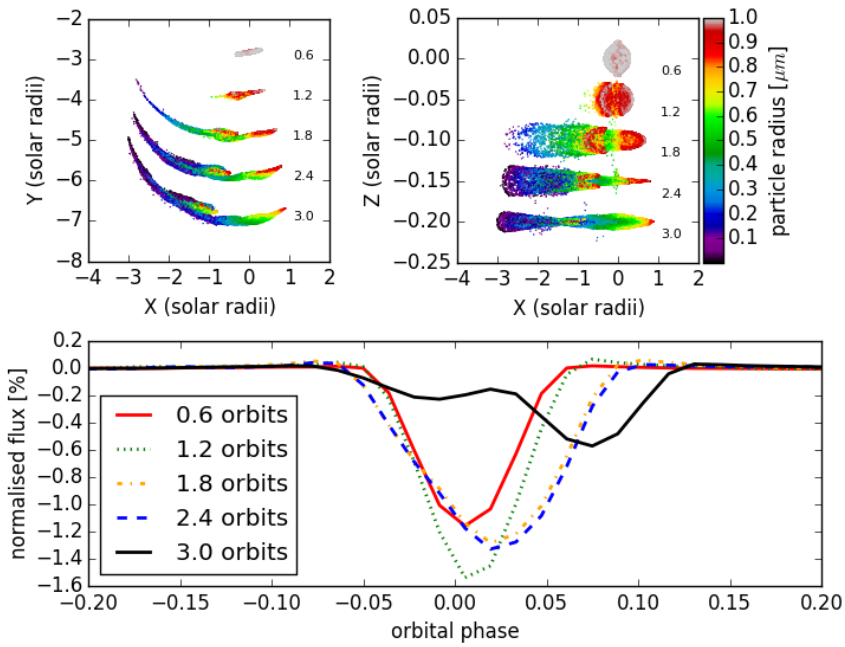 −2
−3
−4
−5
−6
−7
−8
Y (solar radii)
0.6
1.2
1.8
2.4
3.0
−4 −3 −2 −1 0 1 2
X (solar radii)
0.05
0.00
−0.05
−0.10
−0.15
−0.20
−0.25
Z (solar radii)
0.6
1.2
1.8
2.4
3.0
−4 −3 −2 −1 0 1 2
X (solar radii)
1.0
0.9
0.8
0.7
0.6
0.5
0.4
0.3
0.2
0.1
particle radius [μm]
0.2
0.0
−0.2
−0.4
−0.6
−0.8
−1.0
−1.2
−1.4
−1.6
normalised flux [%]
0.6 orbits
1.2 orbits
1.8 orbits
2.4 orbits
3.0 orbits
−0.20 −0.15 −0.10 −0.05 0.00 0.05 0.10 0.15 0.20
orbital phase